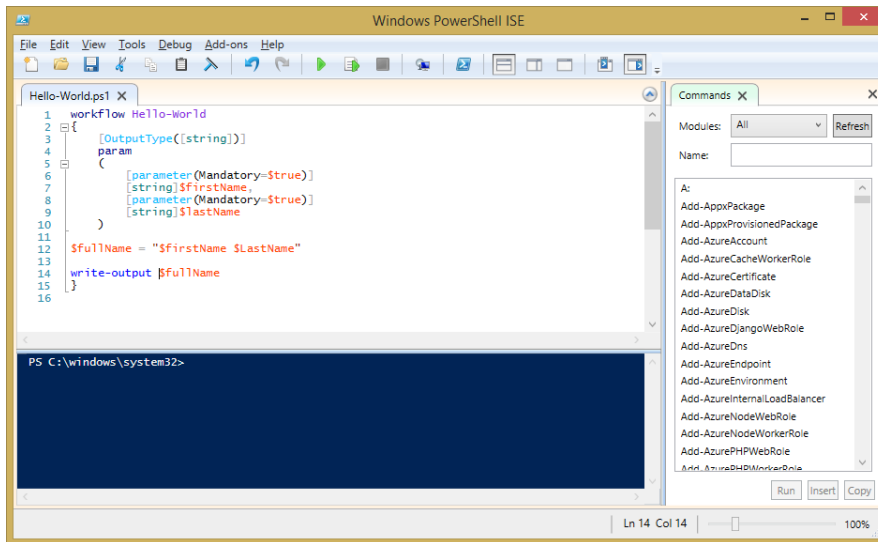 Windows PowerShell ISE
File Edit View Tools Debug Add-ons Help
Hello-World.ps1 X
1 workflow Hello-World
2 {
3 [OutputType([string])]
4 param
5 (
6 [parameter(Mandatory=$true)]
7 [string]$firstName,
8 [parameter(Mandatory=$true)]
9 [string]$lastName
10 )
11
12 $fullName = "$firstName $LastName"
13
14 write-output $fullName
15 }
16
PS C:\windows\system32>
Commands X
Modules: All Refresh
Name:
A:
Add-AppxPackage
Add-AppxProvisionedPackage
Add-AzureAccount
Add-AzureCacheWorkerRole
Add-AzureCertificate
Add-AzureDataDisk
Add-AzureDisk
Add-AzureDjangoWebRole
Add-AzureDns
Add-AzureEndpoint
Add-AzureEnvironment
Add-AzureInternalLoadBalancer
Add-AzureNodeWebRole
Add-AzureNodeWorkerRole
Add-AzurePHPWebRole
Add-AzurePHPWorkerRole
Run Insert Copy
Ln 14 Col 14 100%